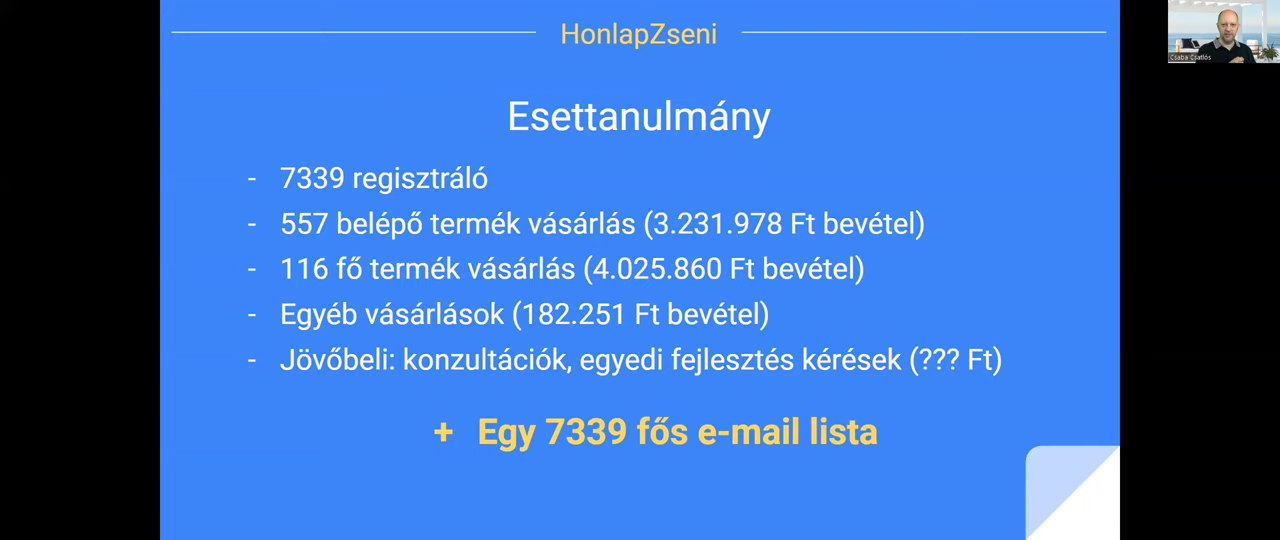 HonlapZseni
Csaba Csatlós
Esettanulmány
- 7339 regisztráló
- 557 belépő termék vásárlás (3.231.978 Ft bevétel)
- 116 fő termék vásárlás (4.025.860 Ft bevétel)
- Egyéb vásárlások (182.251 Ft bevétel)
- Jövőbeli: konzultációk, egyedi fejlesztés kérések (??? Ft)
+ Egy 7339 fős e-mail lista